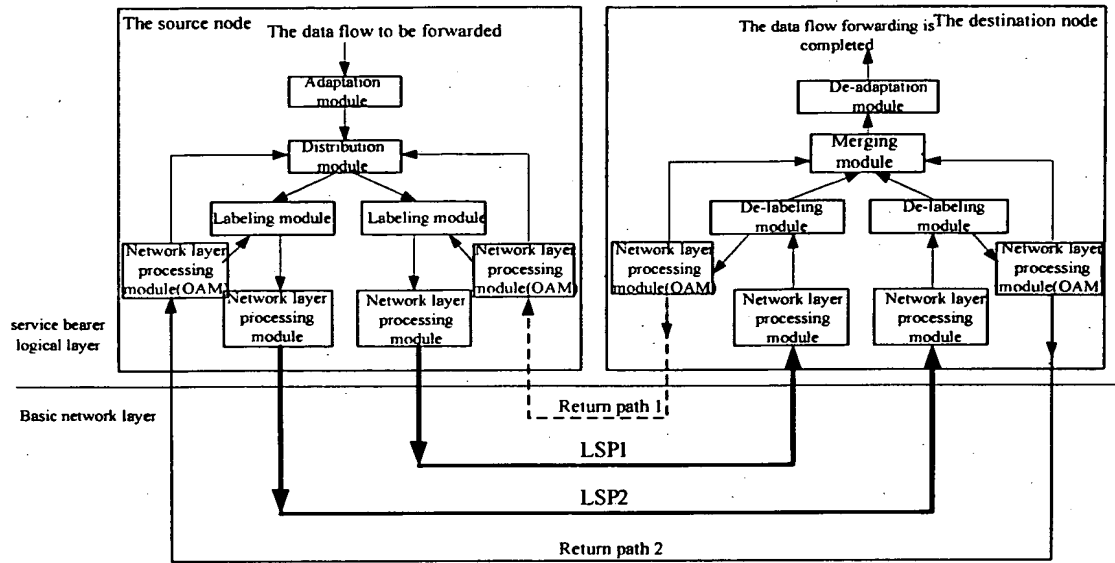 The source node
The data flow to be forwarded
Adaptation
module
Distribution
module
Labeling module
Labeling module
Network layer
processing
module(OAM)
Network layer
processing
module
Network layer
processing
module
Network layer
processing
module(OAM)
The destination node
The data flow forwarding is
completed
De-adaptation
module
Merging
module
De-labeling
module
De-labeling
module
Network layer
processing
module(OAM)
Network layer
processing
module
Network layer
processing
module
Network layer
processing
module(OAM)
service bearer
logical layer
Basic network layer
Return path 1
LSP1
LSP2
Return path 2